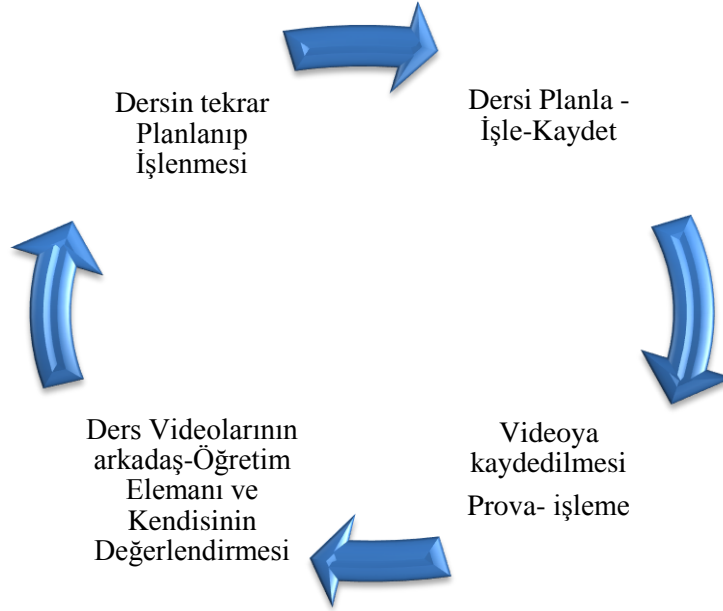 Dersin tekrar
Planlanıp
İşlenmesi
Dersi Planla -
İşle-Kaydet
Ders Videolarının
arkadaş-Öğretim
Elemanı ve
Kendisinin
Değerlendirmesi
Videoya
kaydedilmesi
Prova- işleme